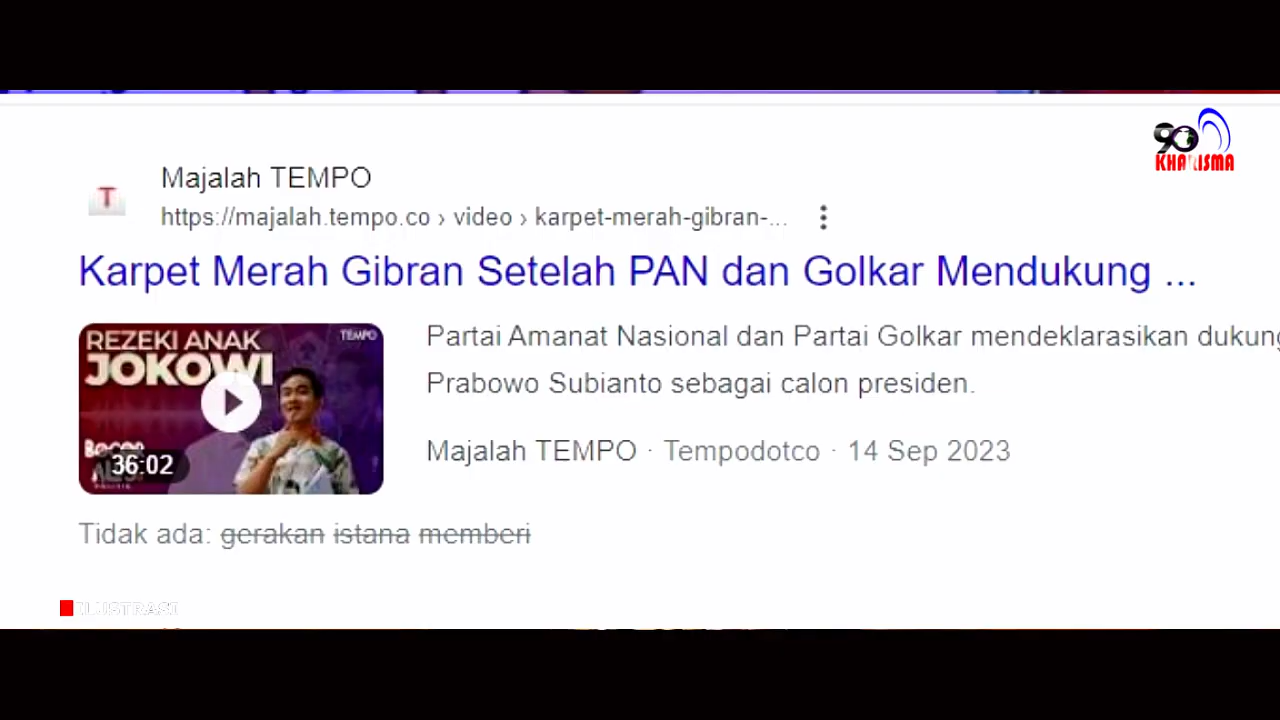 90
KHARISMA
Majalah TEMPO
https://majalah.tempo.co › video › karpet-merah-gibran-...
Karpet Merah Gibran Setelah PAN dan Golkar Mendukung ...
REZEKI ANAK
JOKOWI
TEMPO
36:02
Partai Amanat Nasional dan Partai Golkar mendeklarasikan dukung
Prabowo Subianto sebagai calon presiden.
Majalah TEMPO · Tempodotco · 14 Sep 2023
Tidak ada: gerakan istana memberi
ILUSTRASI